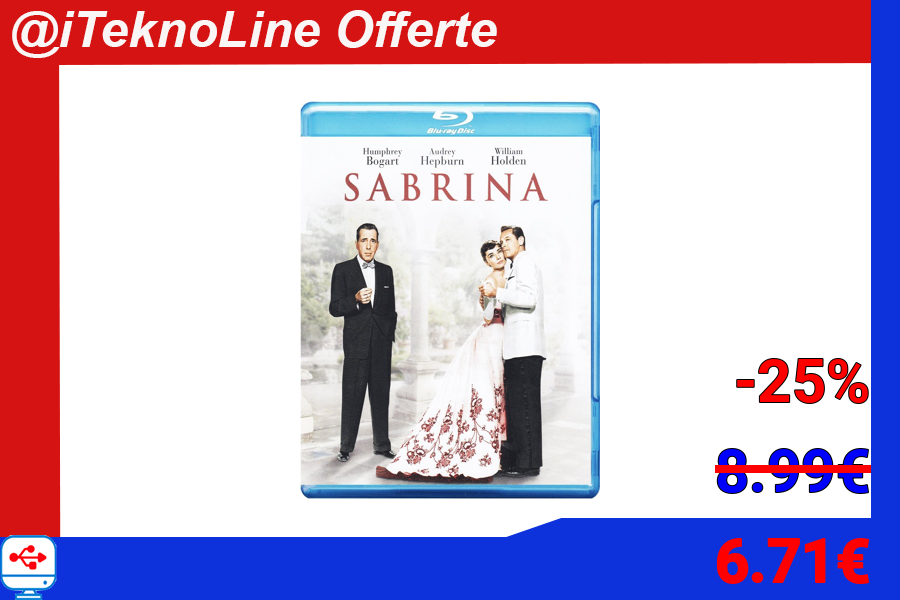 @iTeknoLine Offerte
Blu-ray Disc
Humphrey Audrey William
Bogart Hepburn Holden
SABRINA
-25%
8.99€
6.71€